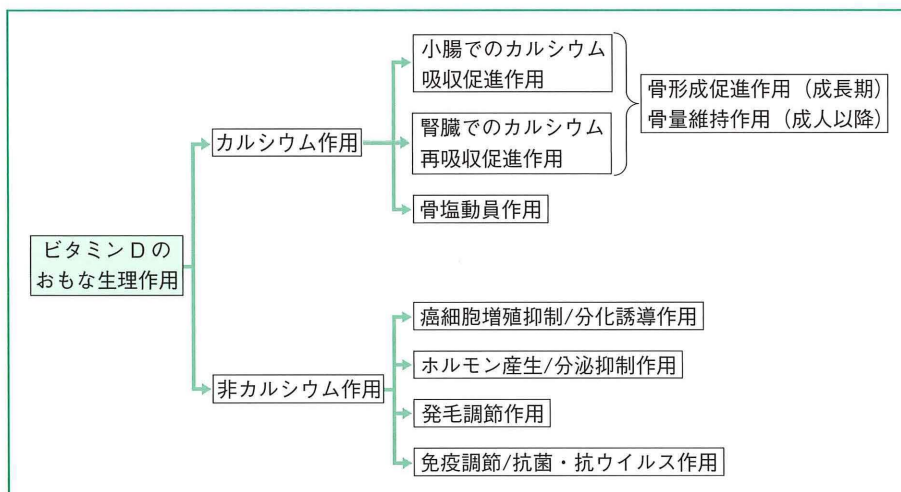 ビタミンDの
おもな生理作用
カルシウム作用
小腸でのカルシウム
吸収促進作用
腎臓でのカルシウム
再吸収促進作用
骨塩動員作用
骨形成促進作用(成長期)
骨量維持作用(成人以降)
非カルシウム作用
癌細胞増殖抑制/分化誘導作用
ホルモン産生/分泌抑制作用
発毛調節作用
免疫調節/抗菌・抗ウイルス作用